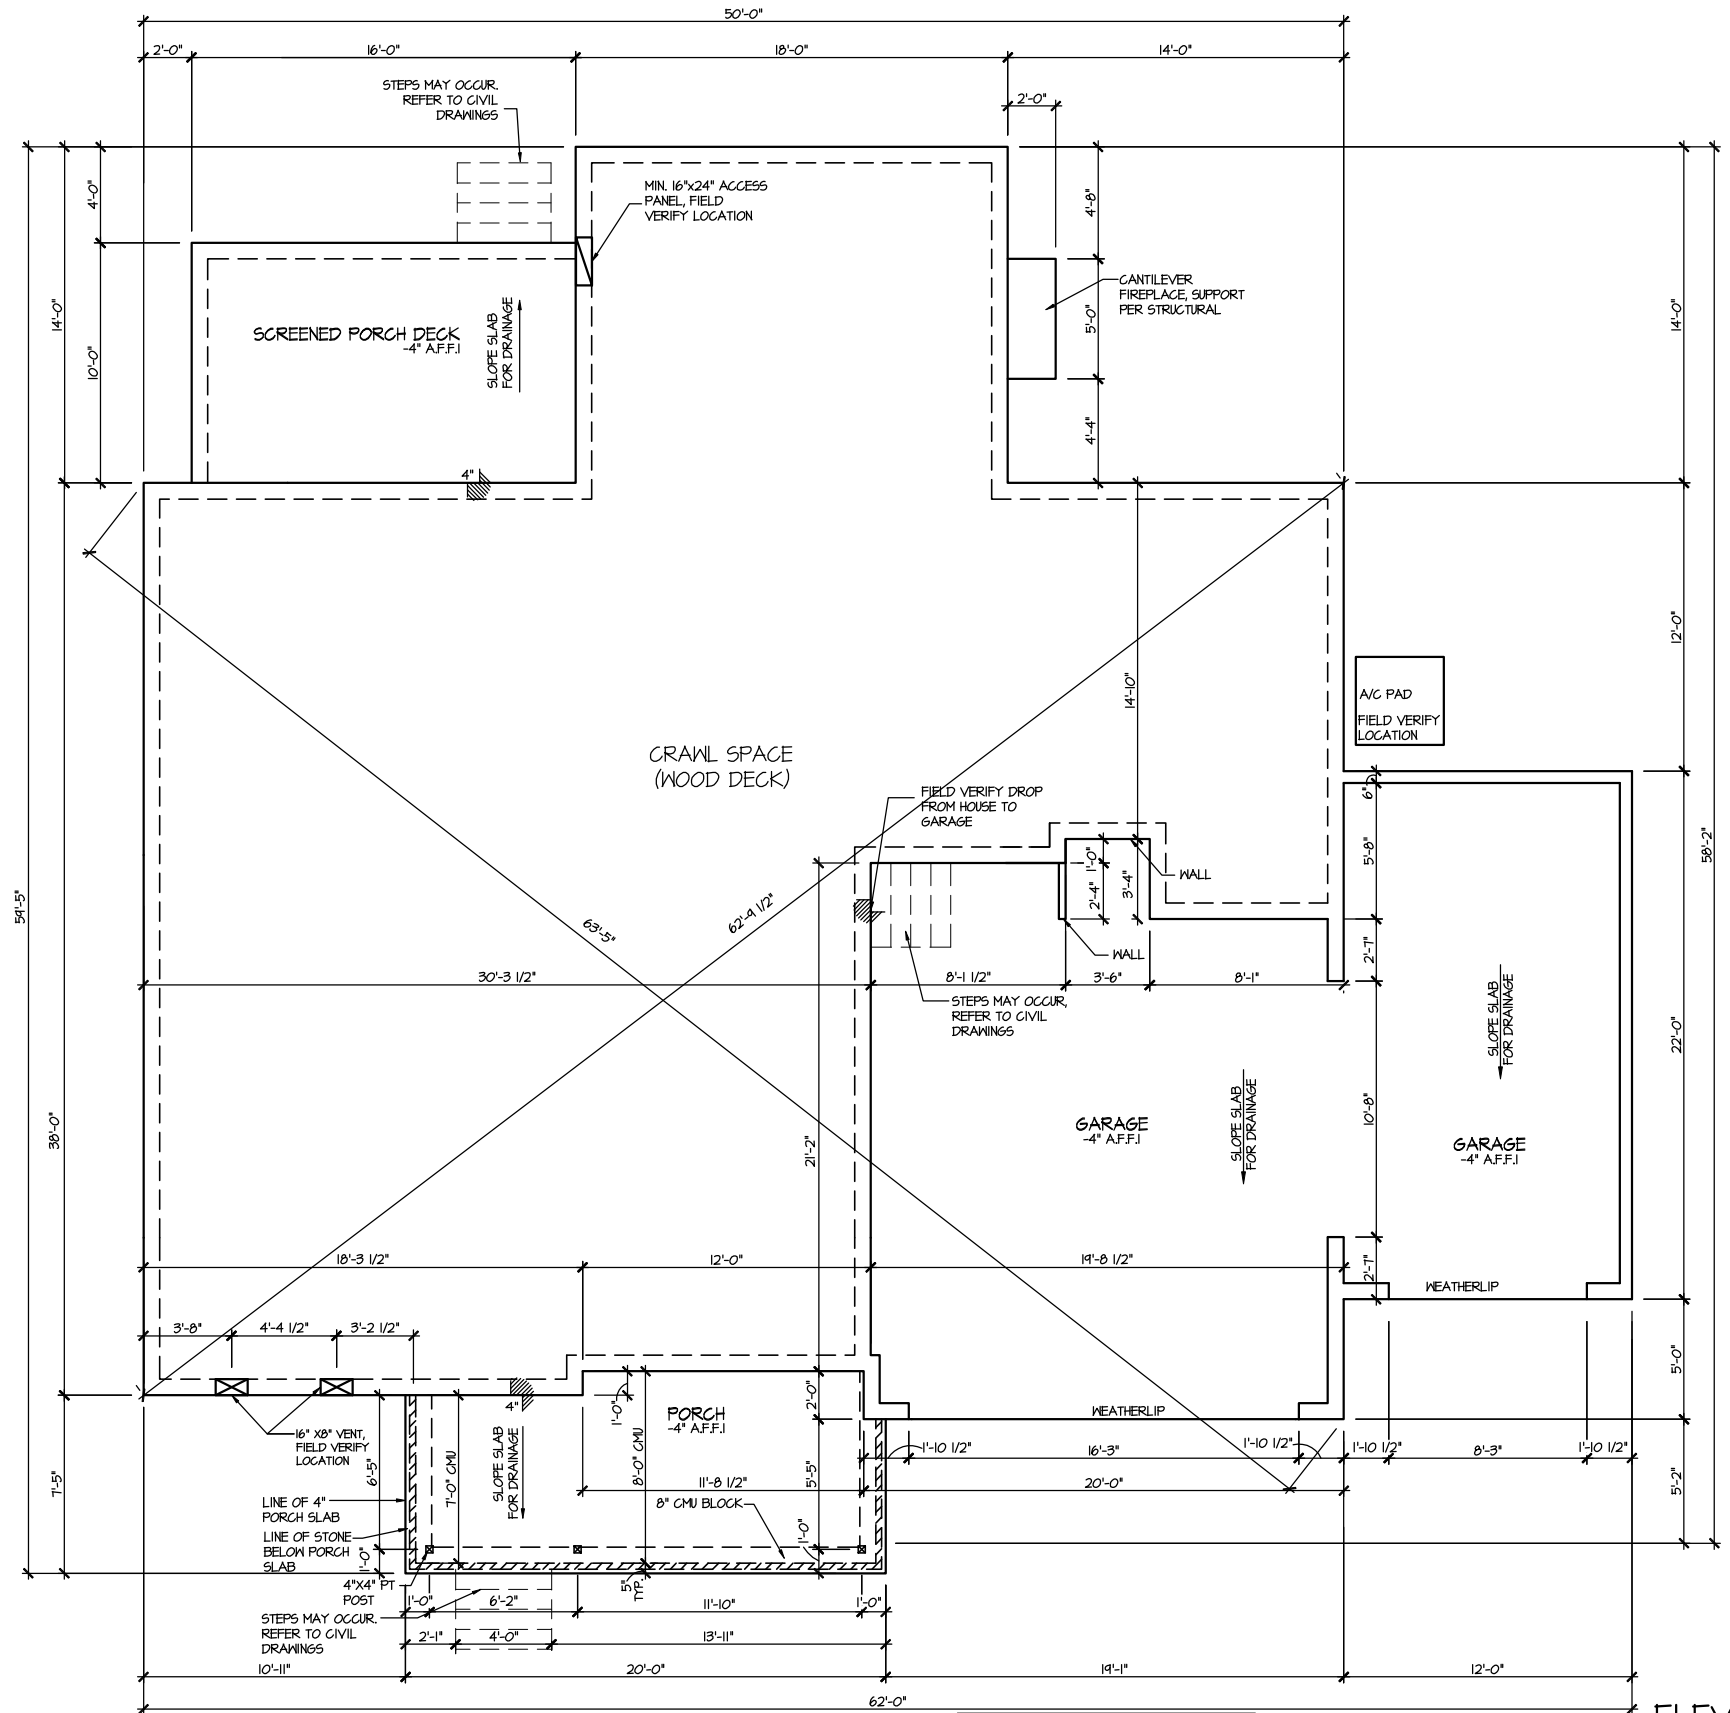 50'-0"
2'-0"
16'-0"
18'-0"
14'-0"
STEPS MAY OCCUR.
REFER TO CIVIL
DRAWINGS
2'-0"
4'-0"
MIN. 16"x24" ACCESS
PANEL, FIELD
VERIFY LOCATION
4'-8"
CANTILEVER
FIREPLACE, SUPPORT
PER STRUCTURAL
14'-0"
10'-0"
SCREENED PORCH DECK
-4" A.F.F.I
SLOPE SLAB
FOR DRAINAGE
5'-0"
14'-0"
4'-4"
4"
12'-0"
14'-10"
A/C PAD
FIELD VERIFY
LOCATION
CRAWL SPACE
(WOOD DECK)
FIELD VERIFY DROP
FROM HOUSE TO
GARAGE
6"
5'-8"
58'-2"
1'-0"
2'-4"
3'-4"
WALL
59'-5"
63'-5"
62'-9 1/2"
WALL
2'-7"
30'-3 1/2"
8'-1 1/2"
3'-6"
8'-1"
STEPS MAY OCCUR,
REFER TO CIVIL
DRAWINGS
SLOPE SLAB
FOR DRAINAGE
22'-0"
38'-0"
21'-2"
GARAGE
-4" A.F.F.I
SLOPE SLAB
FOR DRAINAGE
10'-8"
GARAGE
-4" A.F.F.I
18'-3 1/2"
12'-0"
19'-8 1/2"
2'-7"
WEATHERLIP
3'-8"
4'-4 1/2"
3'-2 1/2"
5'-0"
4"
1'-0"
2'-0"
PORCH
-4" A.F.F.I
WEATHERLIP
16" X8" VENT,
FIELD VERIFY
LOCATION
6'-5"
7'-0" CMU
SLOPE SLAB
FOR DRAINAGE
8'-0" CMU
5'-5"
1'-10 1/2"
16'-3"
1'-10 1/2"
1'-10 1/2"
8'-3"
1'-10 1/2"
7'-5"
11'-8 1/2"
20'-0"
5'-2"
LINE OF 4"
PORCH SLAB
8" CMU BLOCK
LINE OF STONE
BELOW PORCH
SLAB
1'-0"
1'-0"
4"X4" PT
POST
5"
TYP.
1'-0"
6'-2"
11'-10"
1'-0"
STEPS MAY OCCUR.
REFER TO CIVIL
DRAWINGS
2'-1"
4'-0"
13'-11"
10'-11"
20'-0"
19'-1"
12'-0"
62'-0"